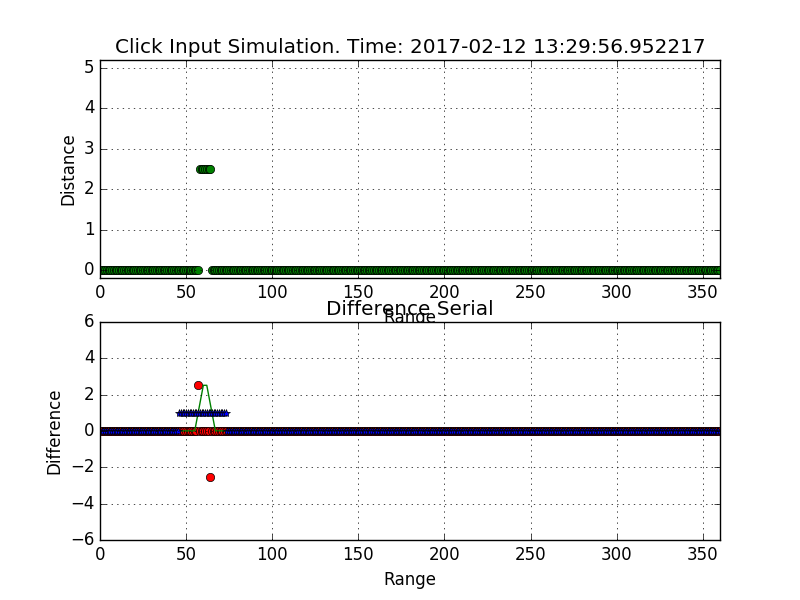 Click Input Simulation. Time: 2017-02-12 13:29:56.952217
5
4
3
2
1
0
Distance
0 50 100 150 200 250 300 350
Range
Difference Serial
6
4
2
0
−2
−4
−6
Difference
0 50 100 150 200 250 300 350
Range